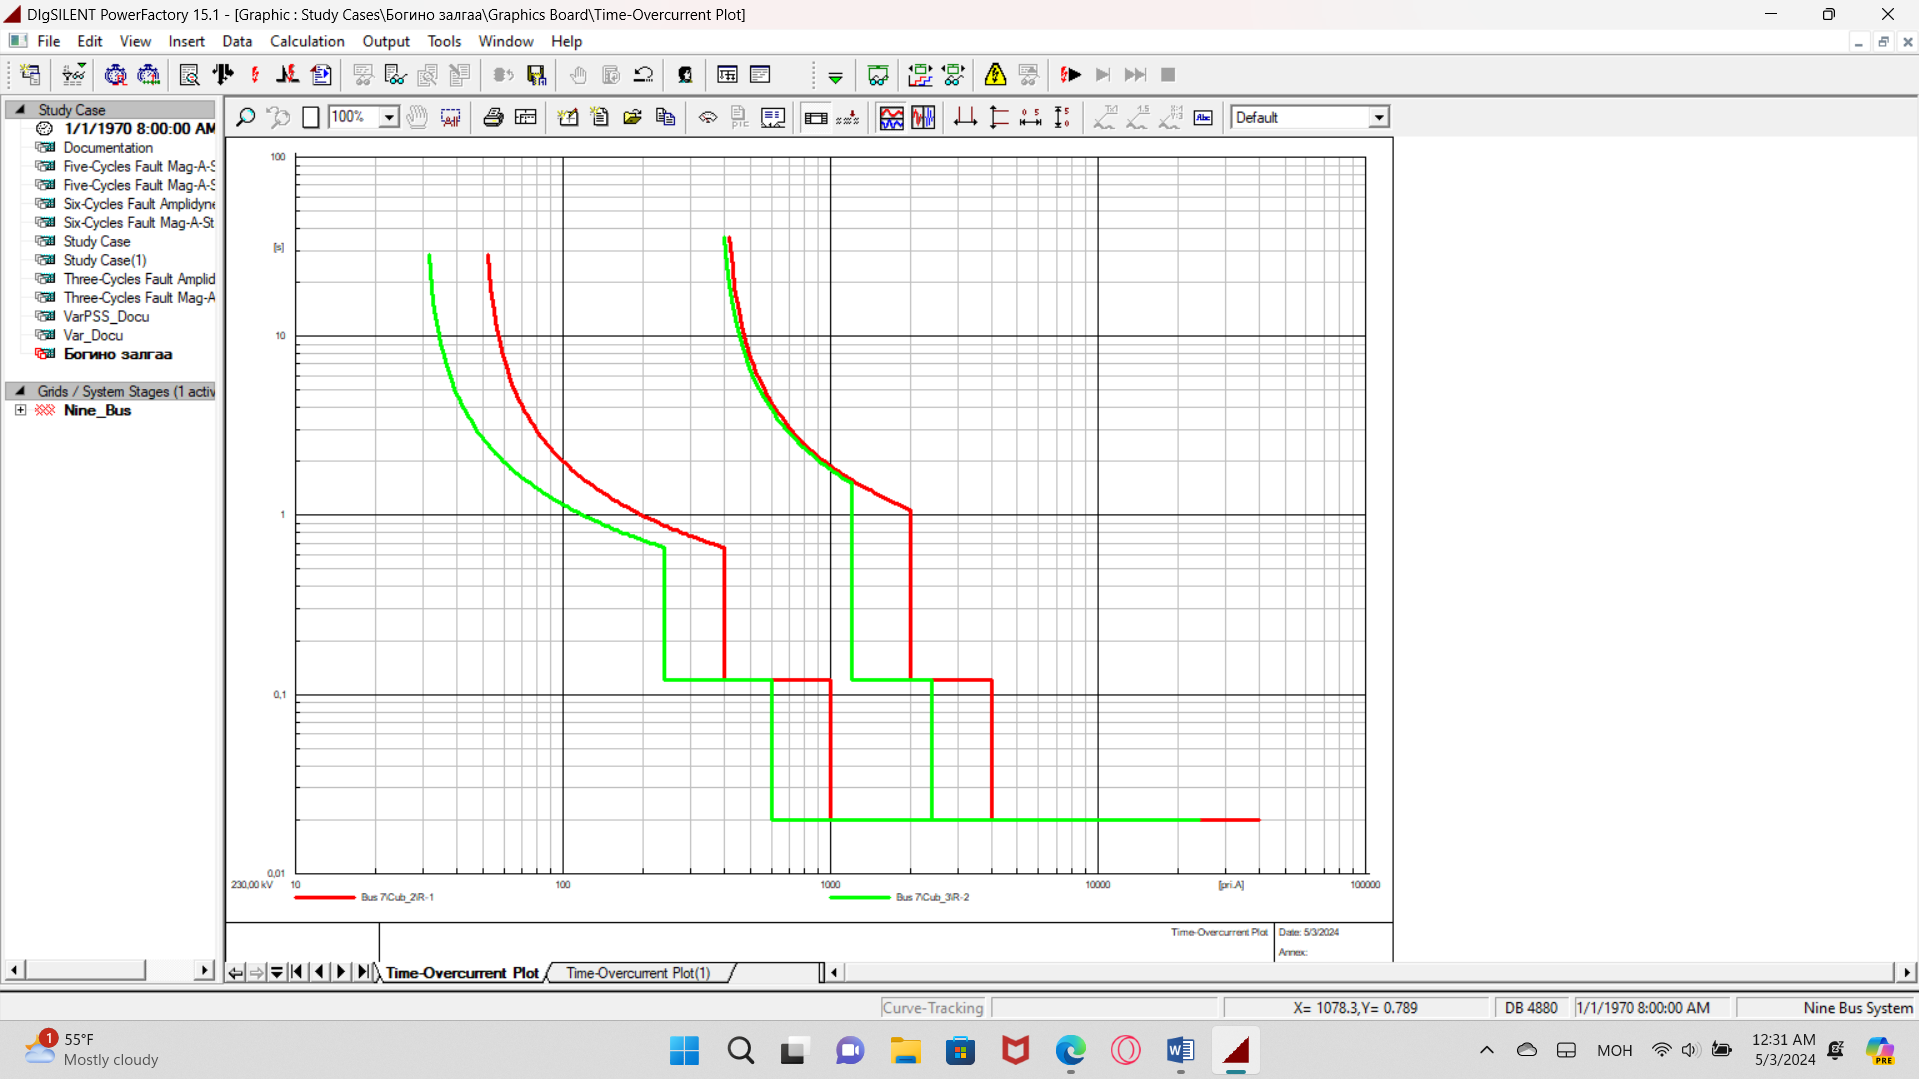 DIgSILENT PowerFactory 15.1 - [Graphic : Study Cases\Богино залгаа\Graphics Board\Time-Overcurrent Plot]
File Edit View Insert Data Calculation Output Tools Window Help
100% Default
Study Case
1/1/1970 8:00:00 AM
Documentation
Five-Cycles Fault Mag-A-S
Five-Cycles Fault Mag-A-S
Six-Cycles Fault Amplidyne
Six-Cycles Fault Mag-A-St
Study Case
Study Case(1)
Three-Cycles Fault Amplid
Three-Cycles Fault Mag-A
VarPSS_Docu
Var_Docu
Богино залгаа
Grids / System Stages (1 activ
Nine_Bus
100
[s]
10
1
0,1
0,01
230,00 kV 10 100 1000 10000 [pri.A] 100000
Bus 7\Cub_2\R-1 Bus 7\Cub_3\R-2
Time-Overcurrent Plot Date: 5/3/2024
Annex:
Time-Overcurrent Plot Time-Overcurrent Plot(1)
Curve-Tracking X= 1078.3,Y= 0.789 DB 4880 1/1/1970 8:00:00 AM Nine Bus System
1 55°F
Mostly cloudy
МОН
12:31 AM
5/3/2024
PRE